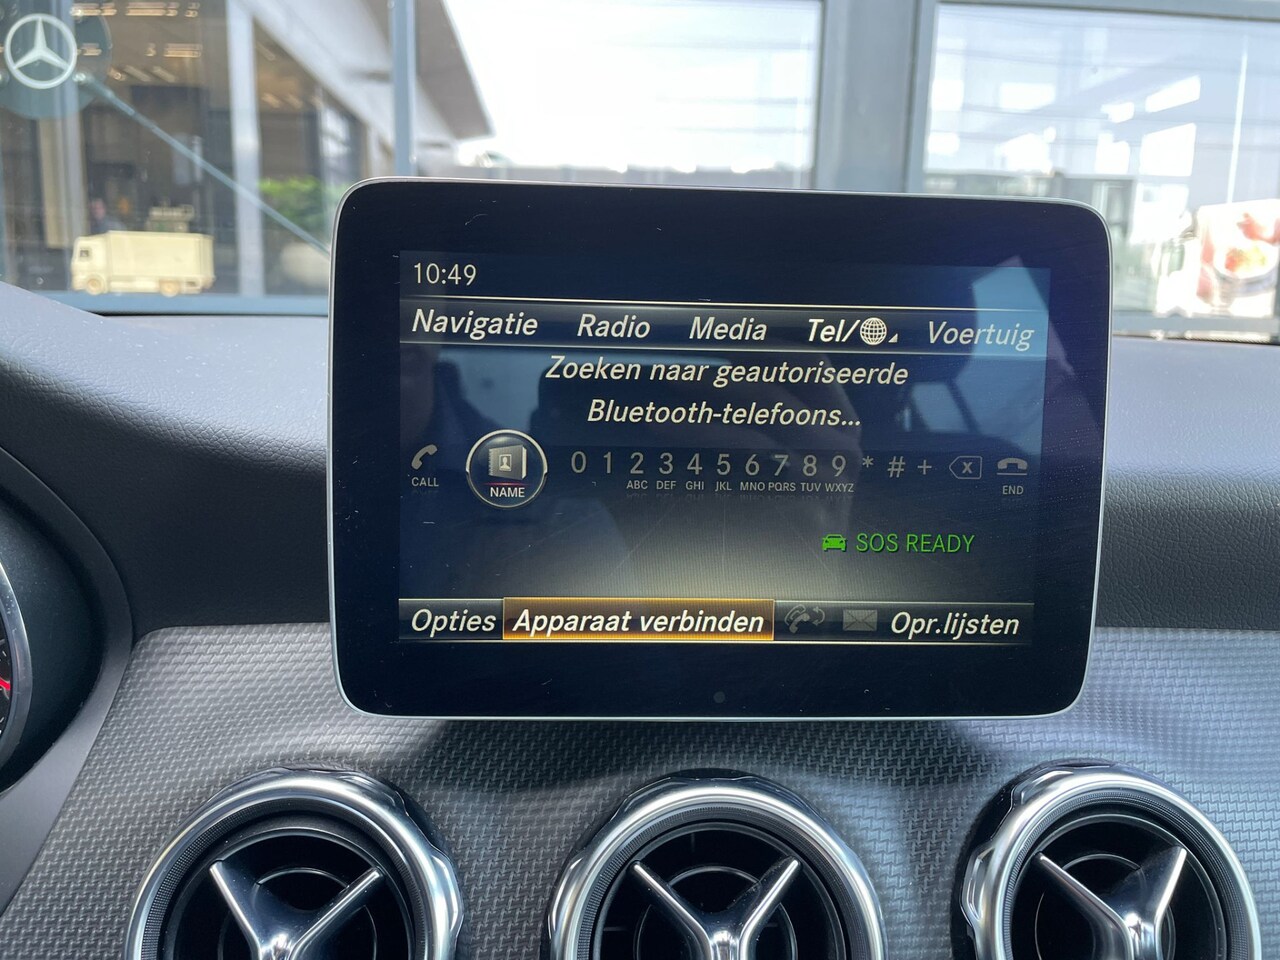 10:49
Navigatie Radio Media Tel/ Voertuig
Zoeken naar geautoriseerde
Bluetooth-telefoons...
0 1 2 3 4 5 6 7 8 9 * # +
CALL NAME ABC DEF GHI JKL MNO PQRS TUV WXYZ END
SOS READY
Opties Apparaat verbinden Opr.lijsten